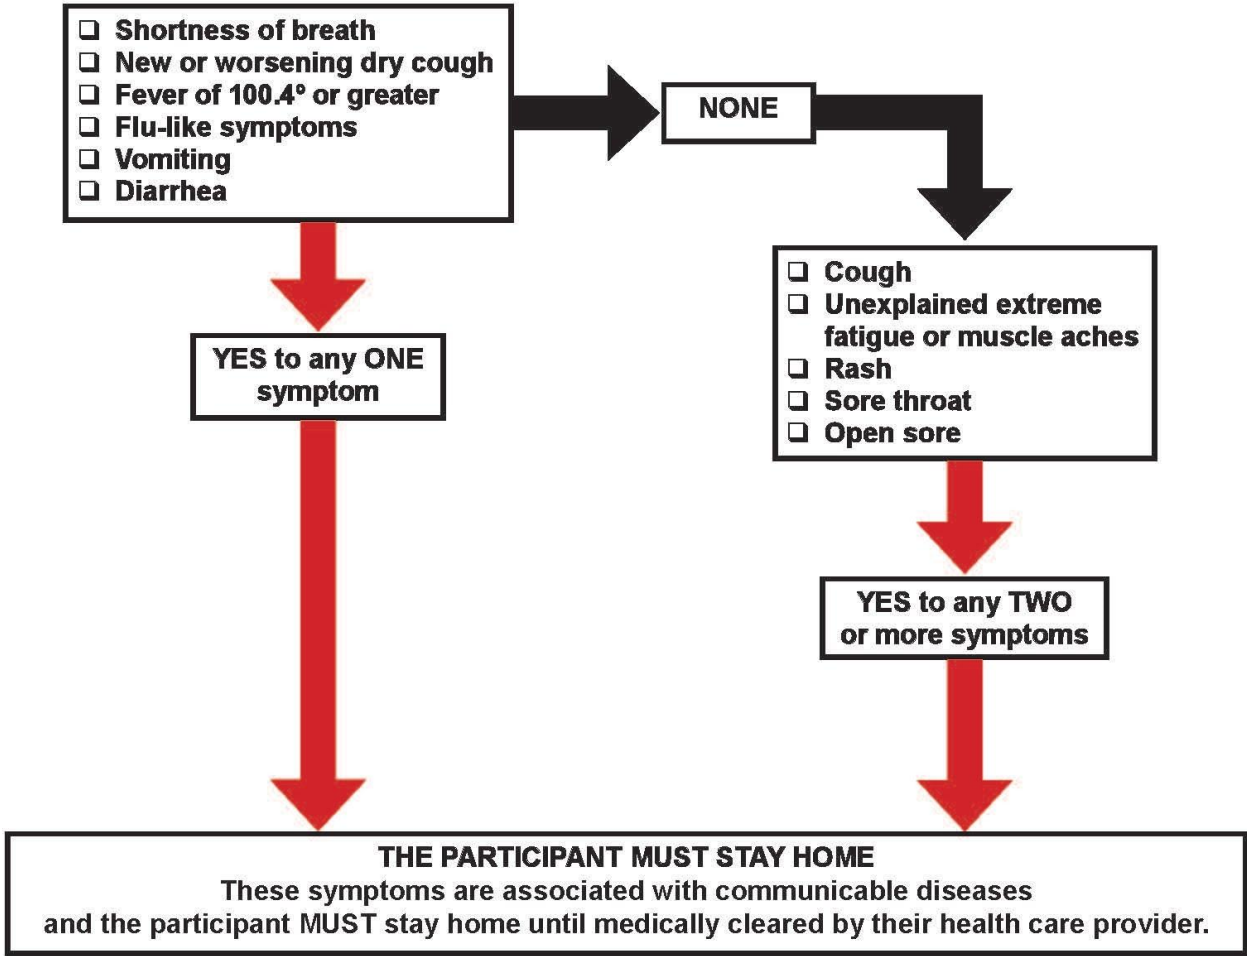 ❑ Shortness of breath
❑ New or worsening dry cough
❑ Fever of 100.4º or greater
❑ Flu-like symptoms
❑ Vomiting
❑ Diarrhea
NONE
YES to any ONE
symptom
❑ Cough
❑ Unexplained extreme
fatigue or muscle aches
❑ Rash
❑ Sore throat
❑ Open sore
YES to any TWO
or more symptoms
THE PARTICIPANT MUST STAY HOME
These symptoms are associated with communicable diseases
and the participant MUST stay home until medically cleared by their health care provider.